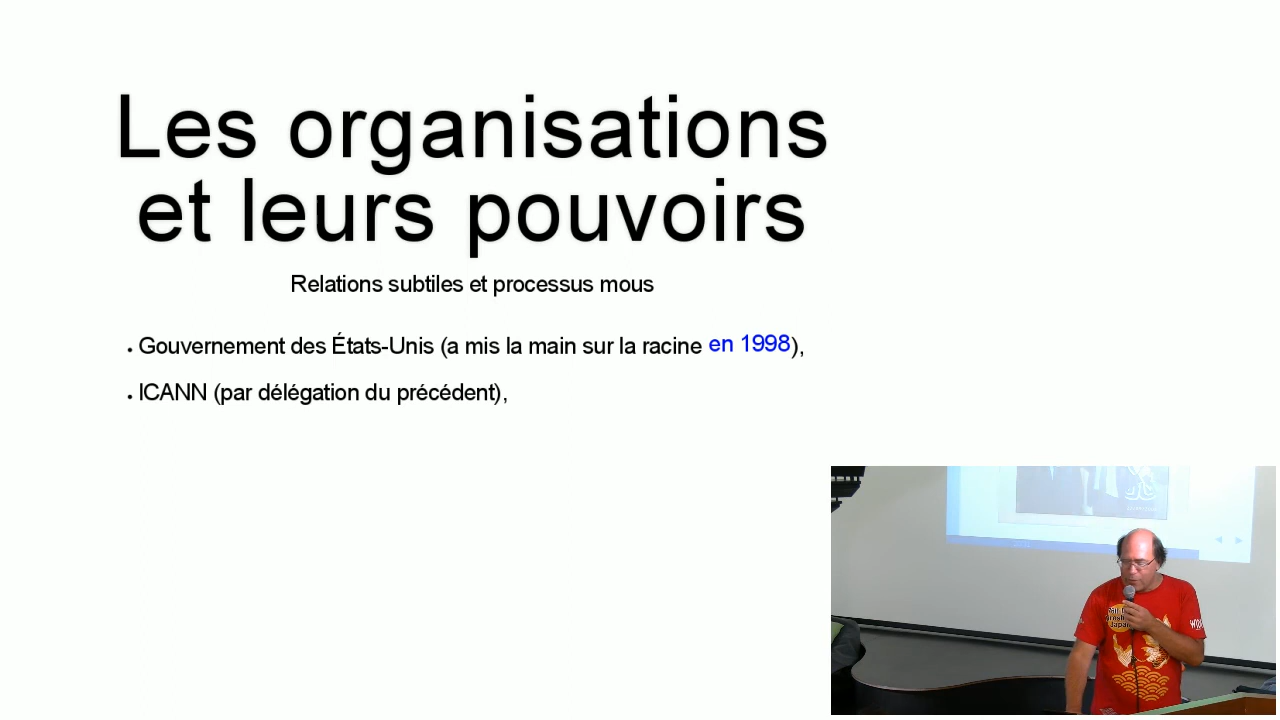 Les organisations
et leurs pouvoirs
Relations subtiles et processus mous
• Gouvernement des États-Unis (a mis la main sur la racine en 1998),
• ICANN (par délégation du précédent),
Japan